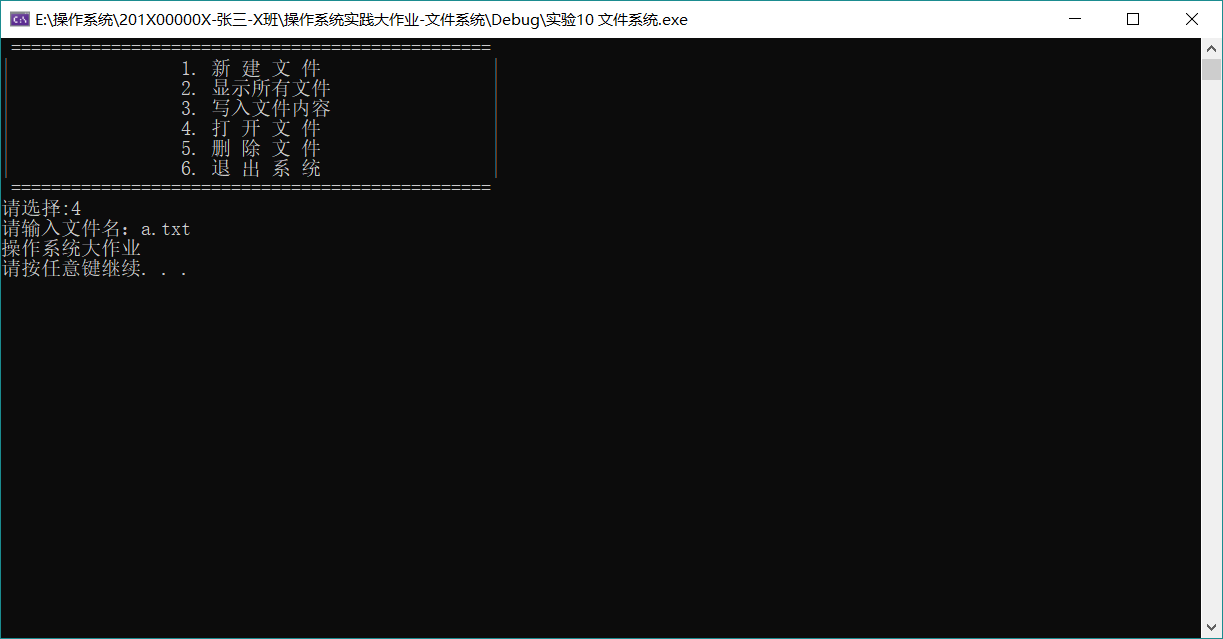 E:\操作系统\201X00000X-张三-X班\操作系统实践大作业-文件系统\Debug\实验10 文件系统.exe
================================================
1. 新 建 文 件
2. 显示所有文件
3. 写入文件内容
4. 打 开 文 件
5. 删 除 文 件
6. 退 出 系 统
================================================
请选择:4
请输入文件名: a.txt
操作系统大作业
请按任意键继续. . .